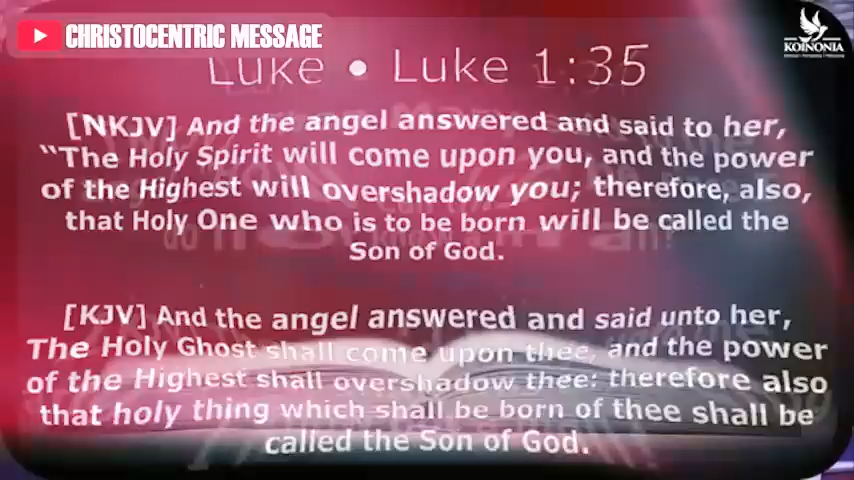 CHRISTOCENTRIC MESSAGE
KOINONIA
Luke • Luke 1:35
[NKJV] And the angel answered and said to her,
“The Holy Spirit will come upon you, and the power
of the Highest will overshadow you; therefore, also,
that Holy One who is to be born will be called the
Son of God.
[KJV] And the angel answered and said unto her,
The Holy Ghost shall come upon thee, and the power
of the Highest shall overshadow thee: therefore also
that holy thing which shall be born of thee shall be
called the Son of God.